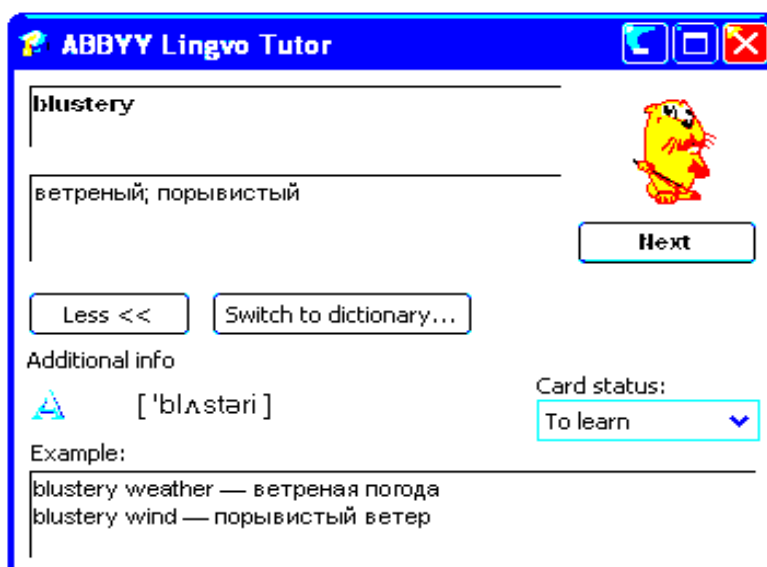 ABBYY Lingvo Tutor
blustery
ветреный; порывистый
Next
Less <<
Switch to dictionary...
Additional info
['blʌstəri]
Card status:
To learn
Example:
blustery weather — ветреная погода
blustery wind — порывистый ветер